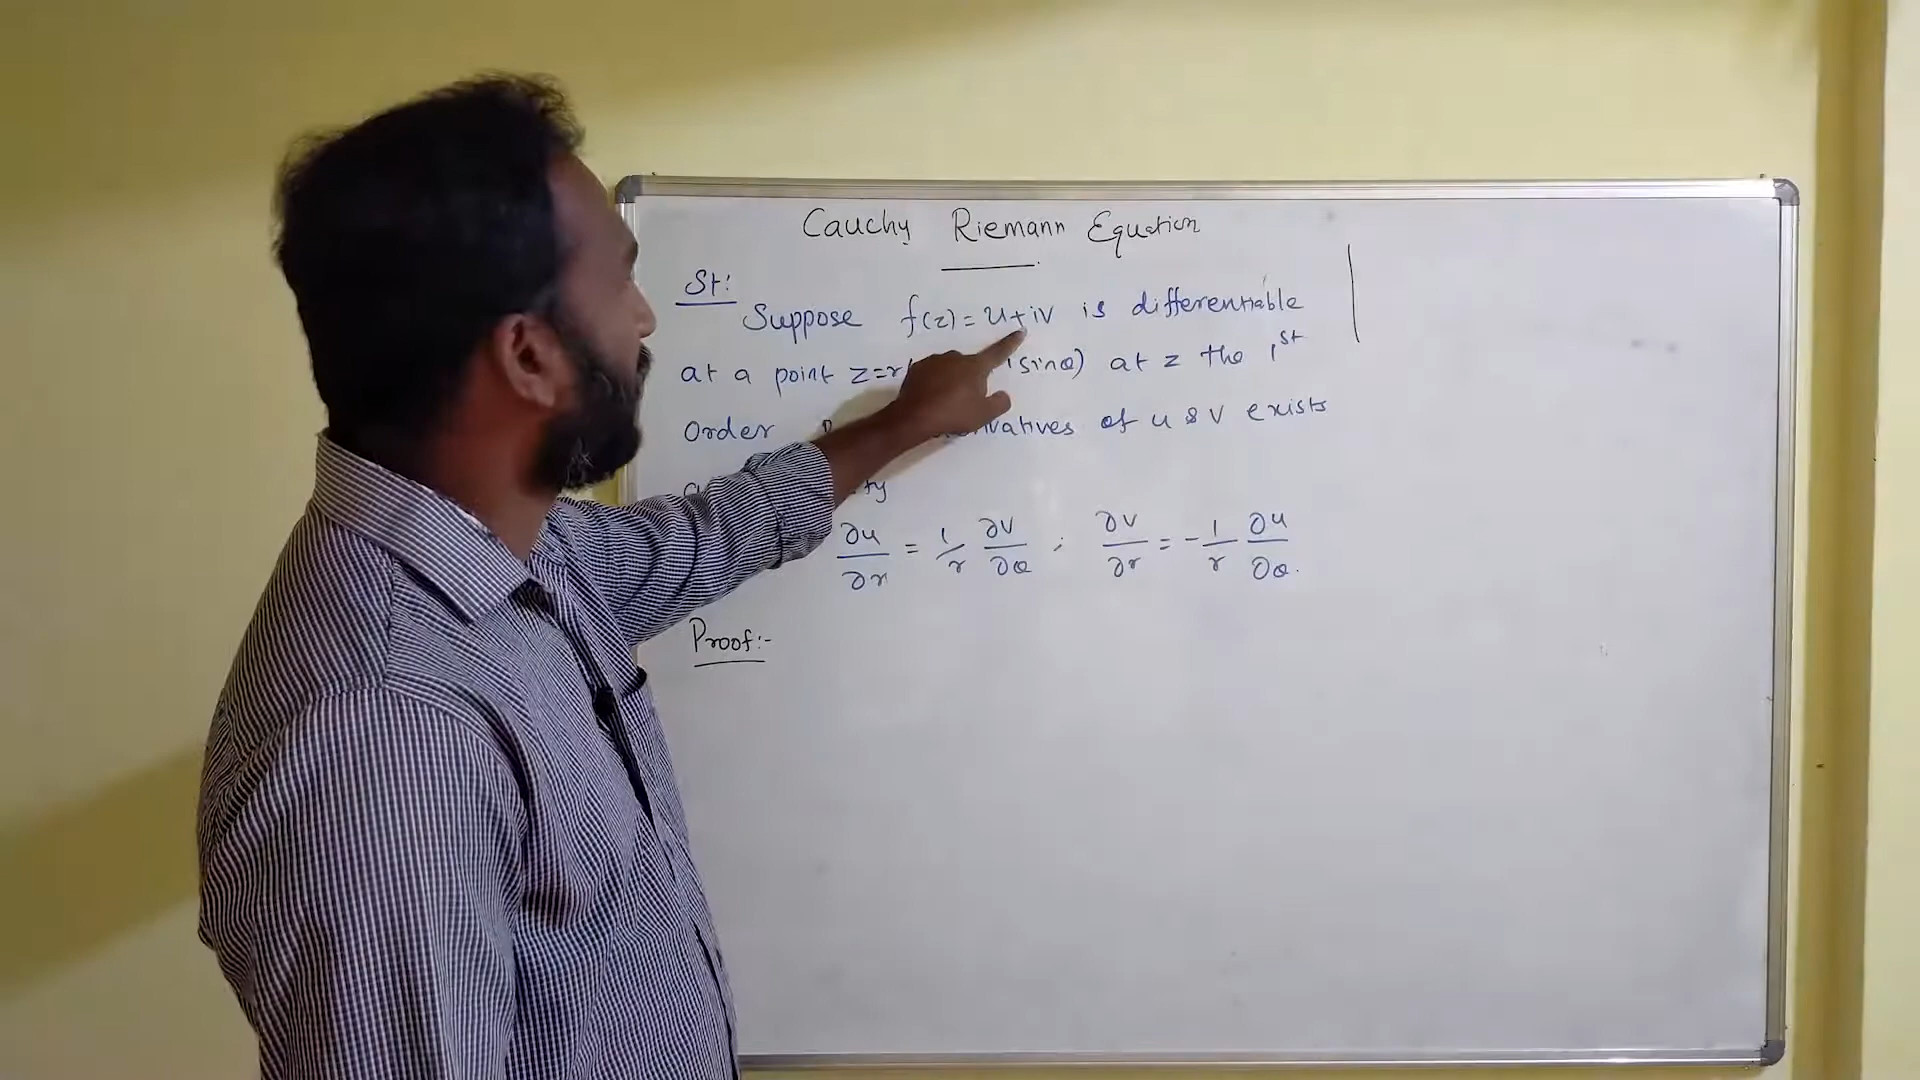 Cauchy Riemann Equation
St:
Suppose f(z) = u+iv is differentiable
at a point z=r( sinθ) at z the 1st
Order of u & v exists
∂u/∂r = 1/r ∂v/∂θ ; ∂v/∂r = -1/r ∂u/∂θ.
Proof:-